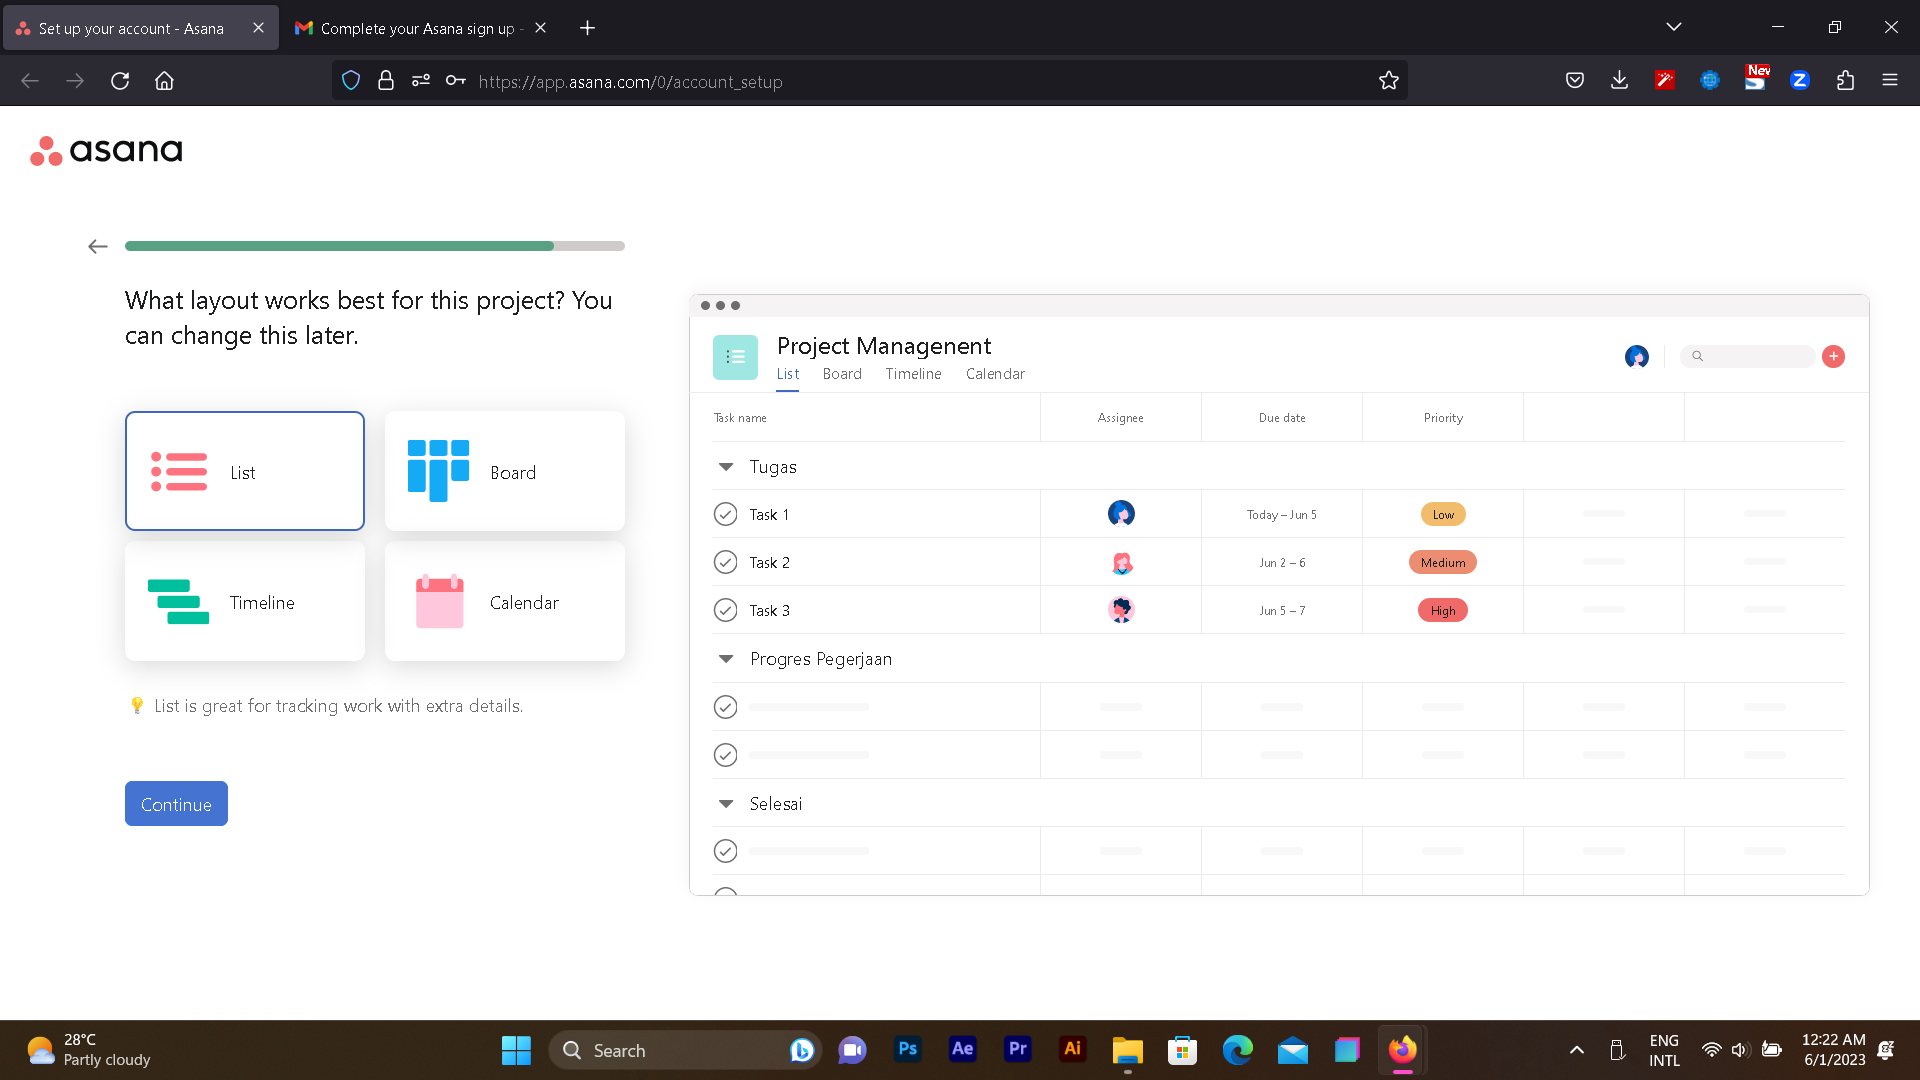 Set up your account - Asana
Complete your Asana sign up -
https://app.asana.com/0/account_setup
New
asana
What layout works best for this project? You
can change this later.
List
Board
Timeline
Calendar
💡 List is great for tracking work with extra details.
Continue
Project Managenent
List Board Timeline Calendar
Task name Assignee Due date Priority
Tugas
Task 1 Today – Jun 5 Low
Task 2 Jun 2 – 6 Medium
Task 3 Jun 5 – 7 High
Progres Pegerjaan
Selesai
28°C
Partly cloudy
Search
Ps Ae Pr Ai
ENG
INTL
12:22 AM
6/1/2023